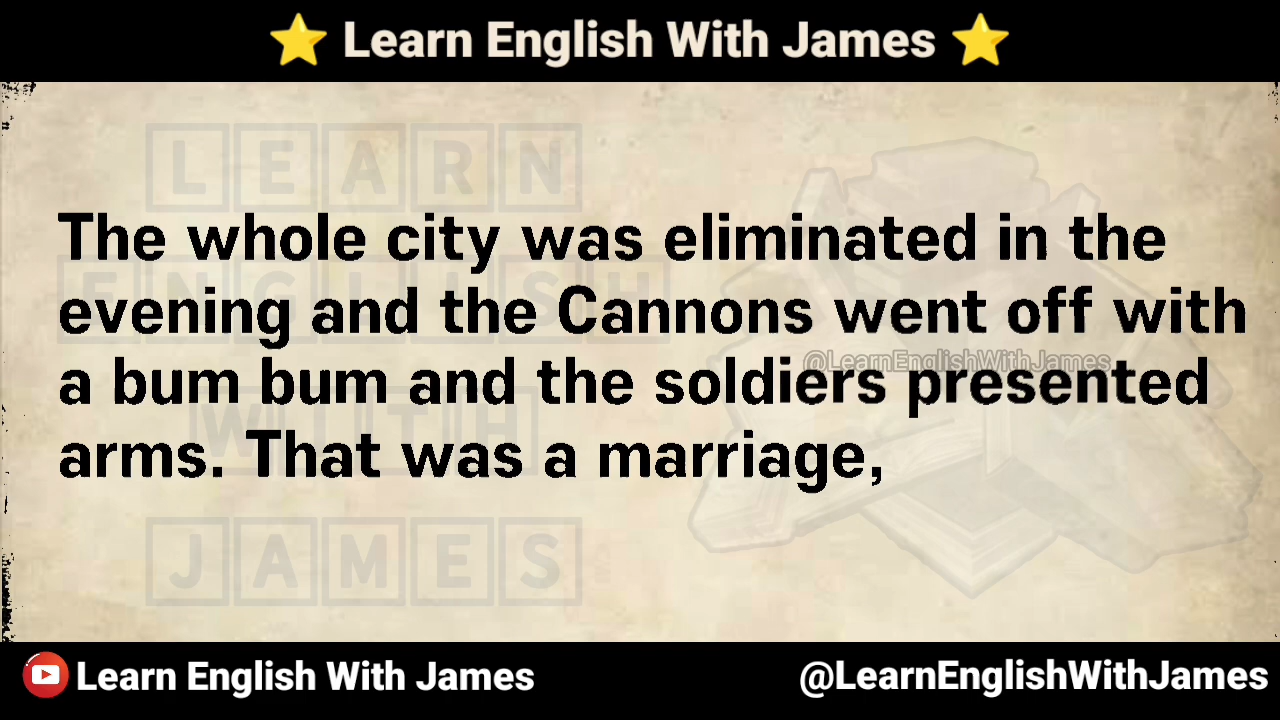 ⭐ Learn English With James ⭐
LEARN
The whole city was eliminated in the
ENGLISH
evening and the Cannons went off with
@LearnEnglishWithJames
a bum bum and the soldiers presented
WITH
arms. That was a marriage,
JAMES
Learn English With James
@LearnEnglishWithJames